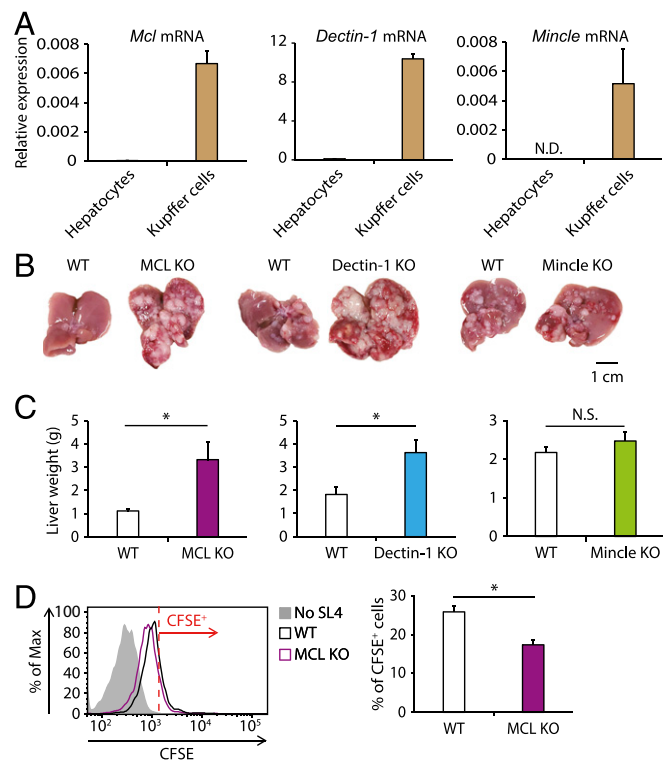 A
Mcl mRNA
Relative expression
0.008
0.006
0.004
0.002
0
Hepatocytes
Kupffer cells
Dectin-1 mRNA
12
8
4
0
Hepatocytes
Kupffer cells
Mincle mRNA
0.008
0.006
0.004
0.002
0
N.D.
Hepatocytes
Kupffer cells
B
WT
MCL KO
WT
Dectin-1 KO
WT
Mincle KO
1 cm
C
Liver weight (g)
5
4
3
2
1
0
*
WT
MCL KO
5
4
3
2
1
0
*
WT
Dectin-1 KO
3
2
1
0
N.S.
WT
Mincle KO
D
% of Max
100
80
60
40
20
0
10²
10³
10⁴
10⁵
CFSE
CFSE⁺
No SL4
WT
MCL KO
% of CFSE⁺ cells
30
20
10
0
*
WT
MCL KO